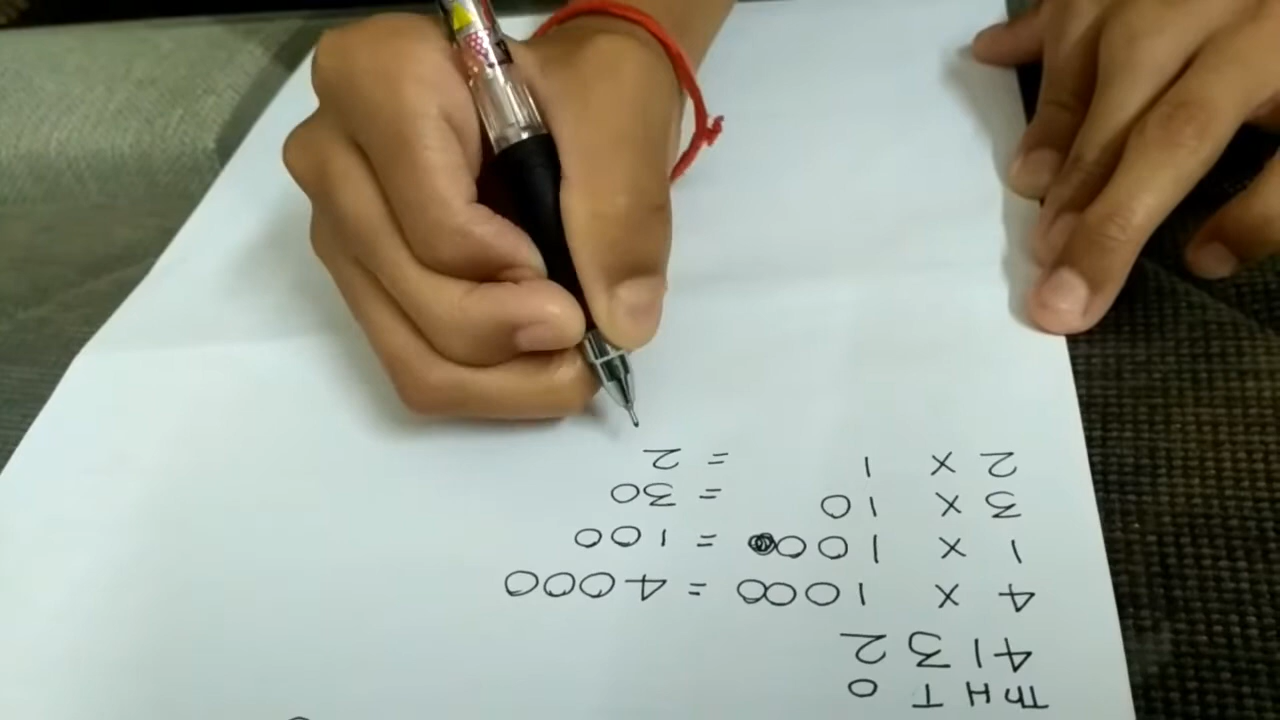 Th H T O
4 1 3 2
4 x 1000 = 4000
1 x 100 = 100
3 x 10 = 30
2 x 1 = 2